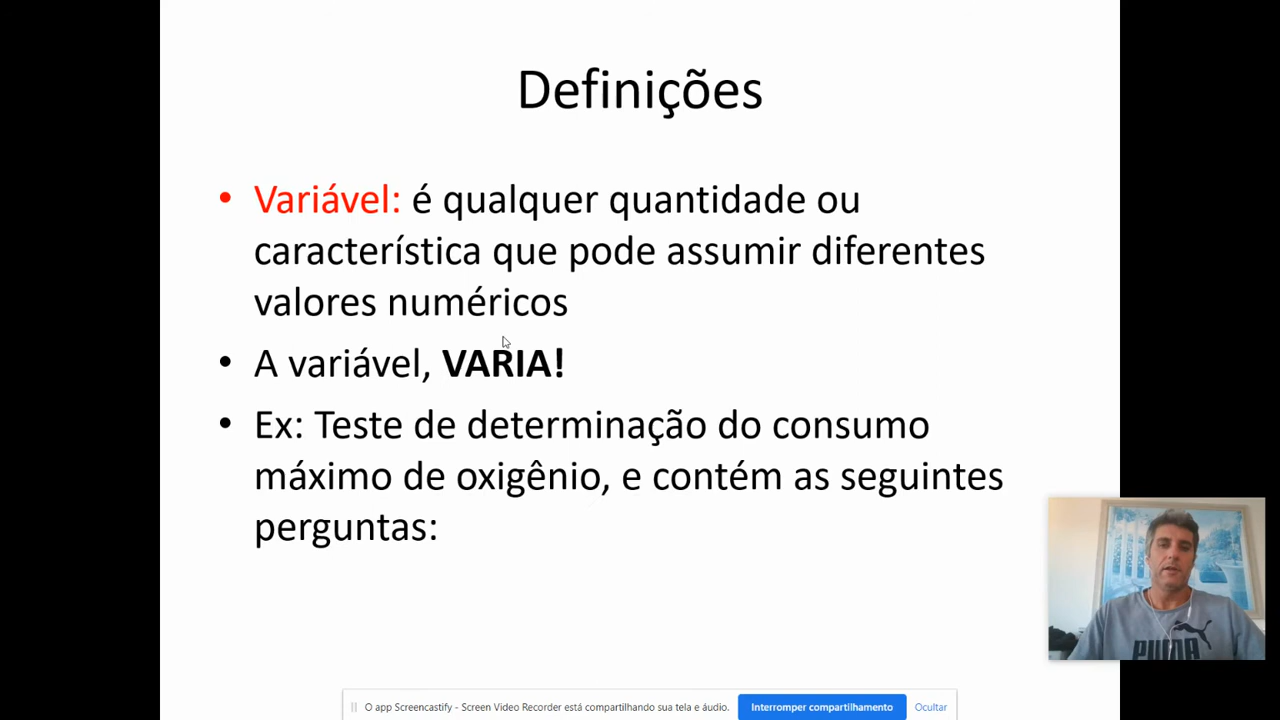 Definições
• Variável: é qualquer quantidade ou
característica que pode assumir diferentes
valores numéricos
• A variável, VARIA!
• Ex: Teste de determinação do consumo
máximo de oxigênio, e contém as seguintes
perguntas:
PUMA
O app Screencastify - Screen Video Recorder está compartilhando sua tela e áudio. Interromper compartilhamento Ocultar